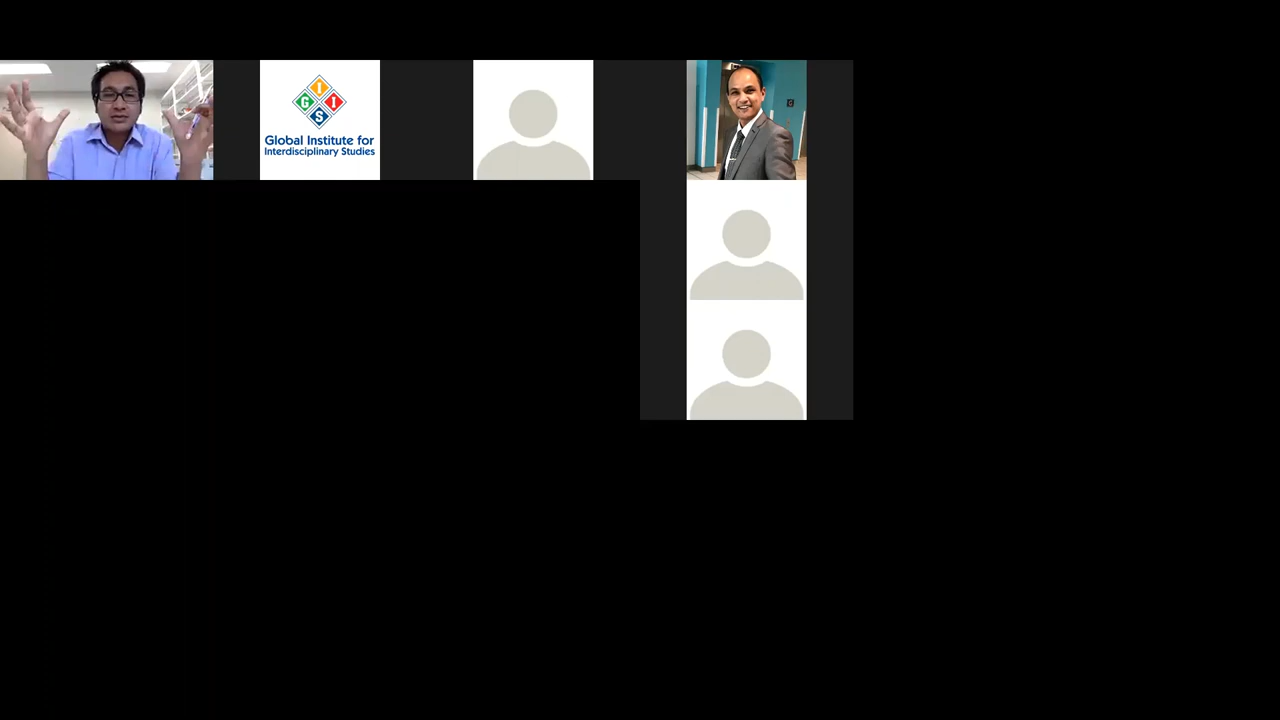 I
G I
S
Global Institute for
Interdisciplinary Studies